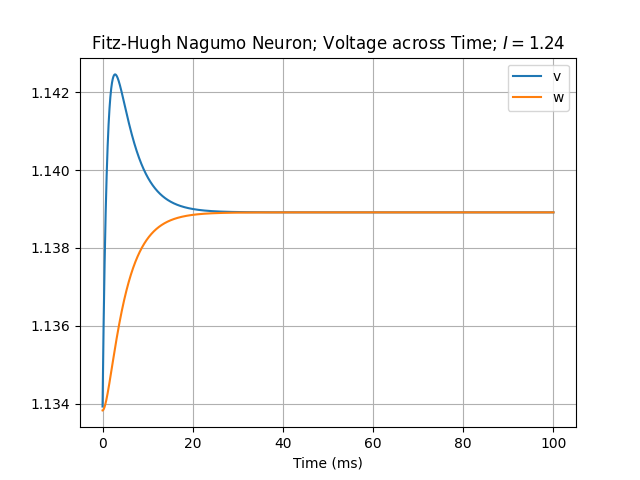 Fitz-Hugh Nagumo Neuron; Voltage across Time; I = 1.24
v
w
1.142
1.140
1.138
1.136
1.134
0 20 40 60 80 100
Time (ms)